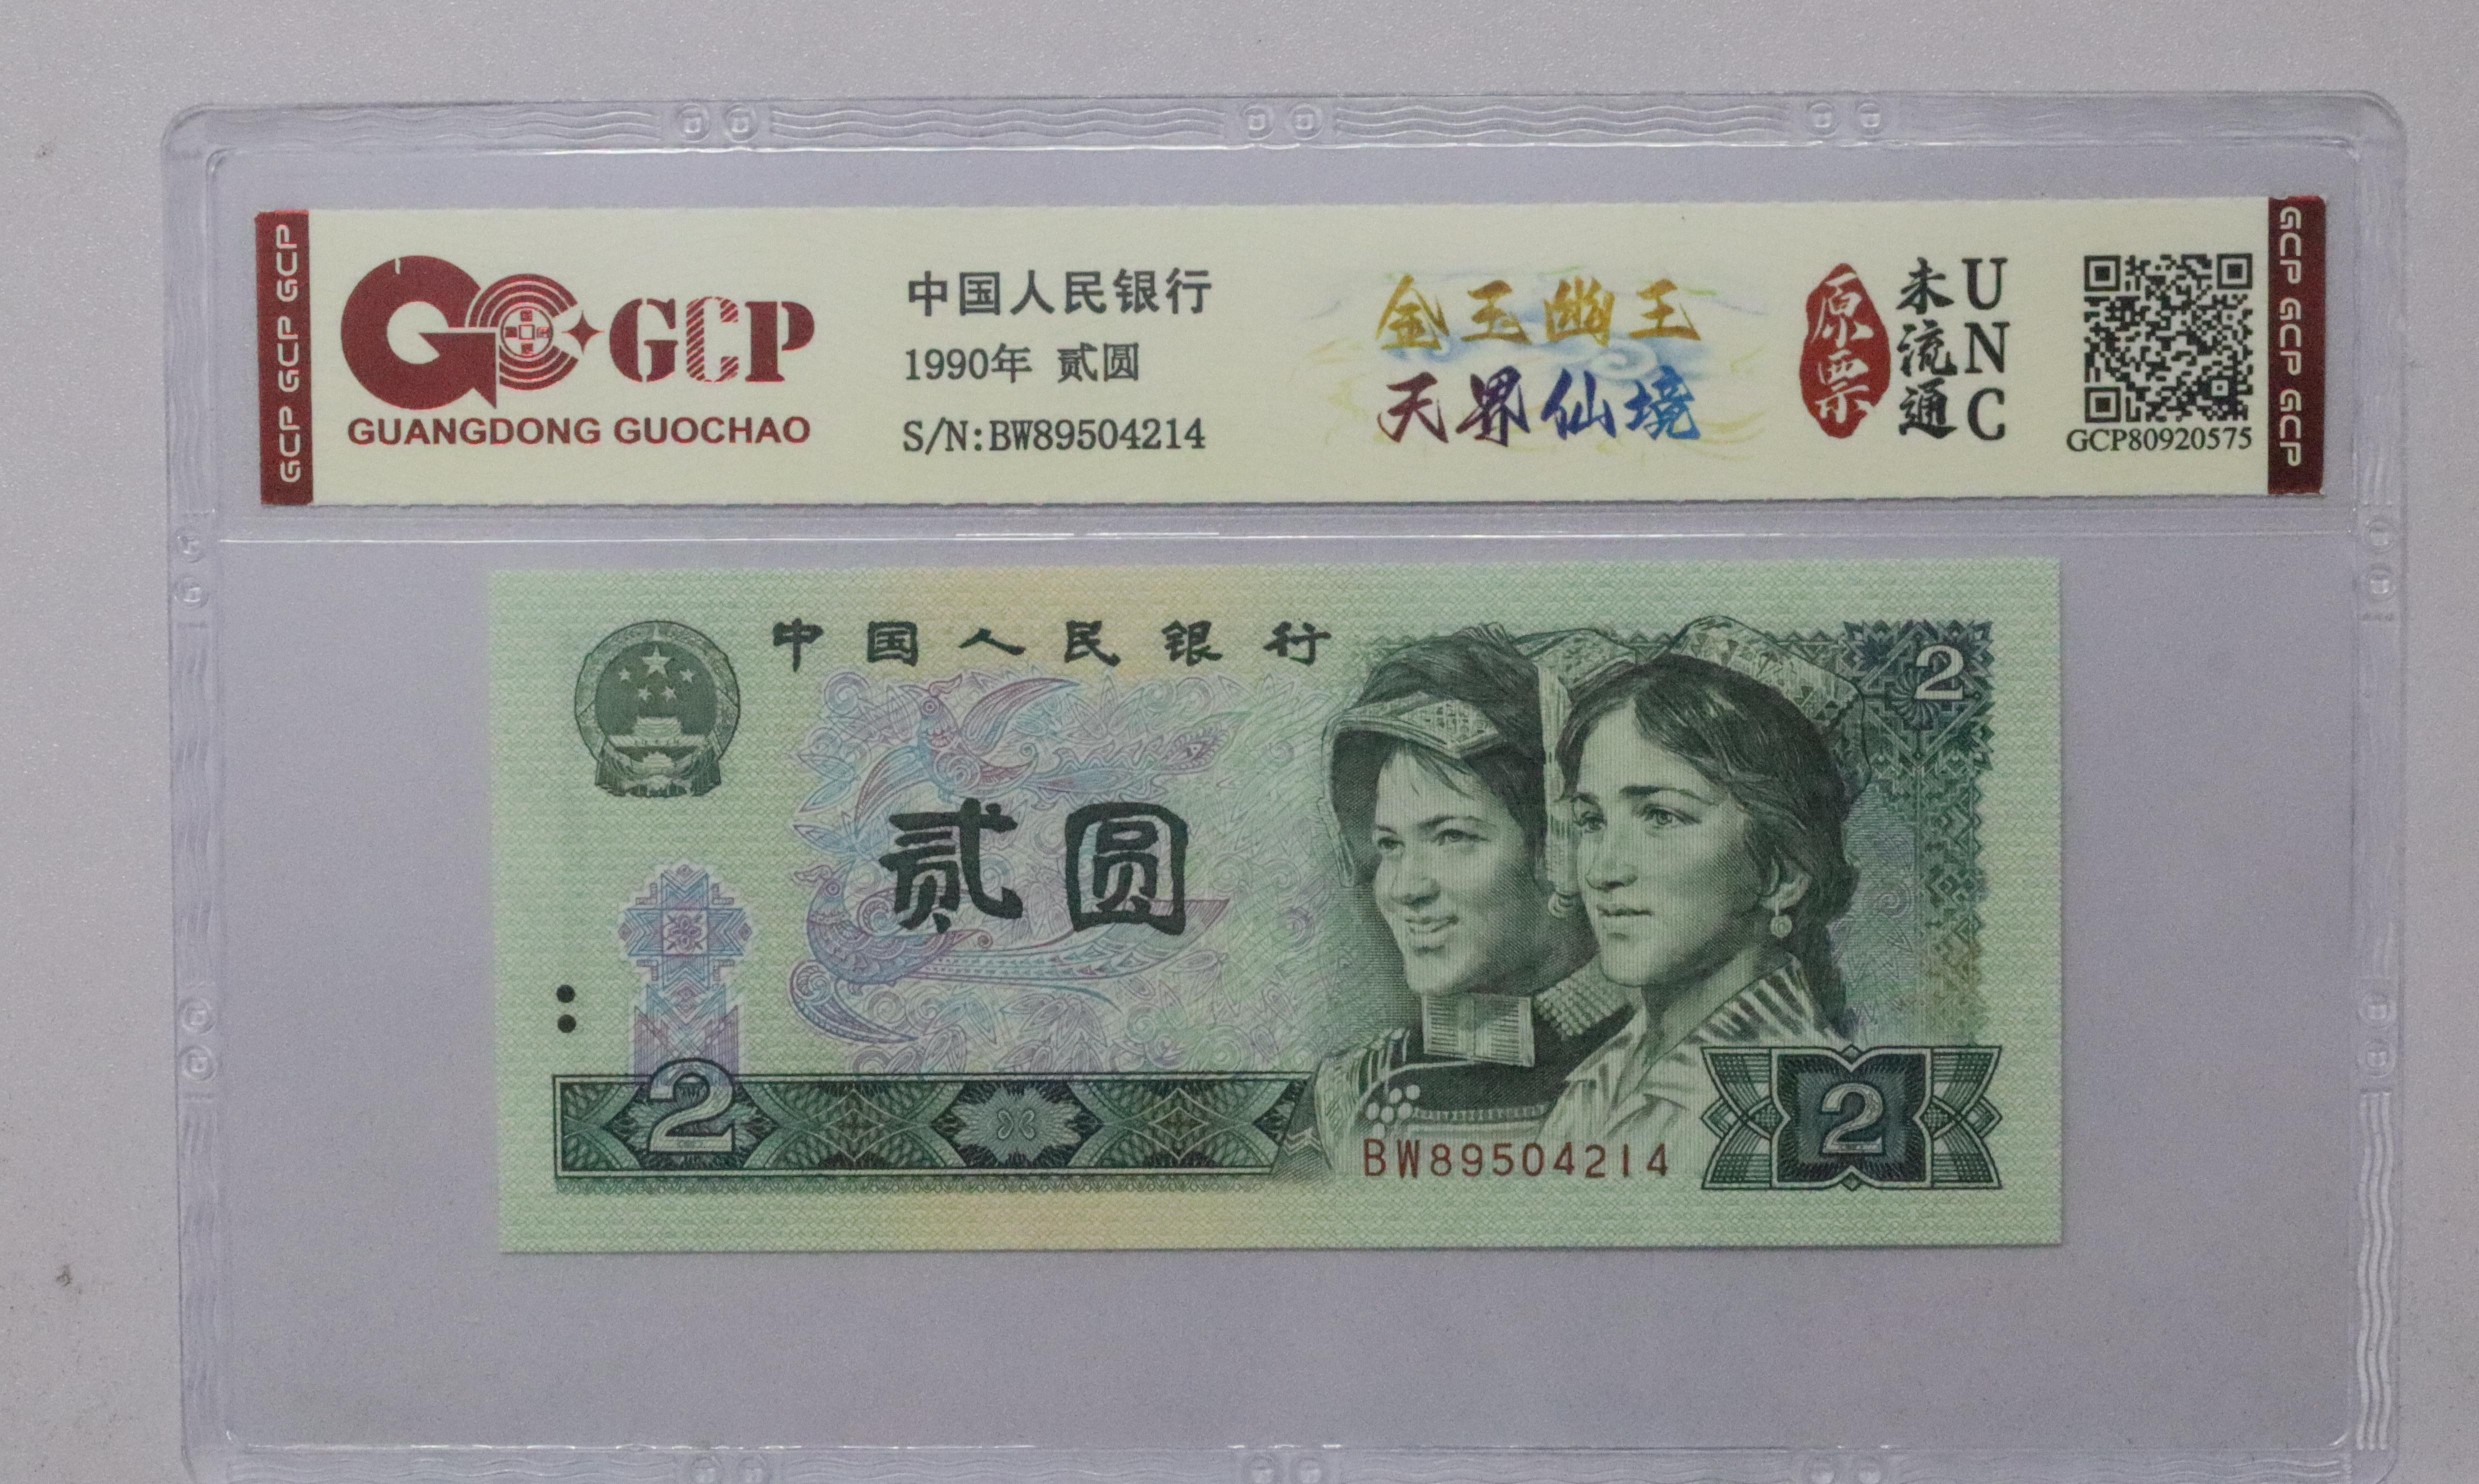 GCP GCP GCP
GCP
GUANGDONG GUOCHAO
中国人民银行
1990年 贰圆
S/N:BW89504214
金玉幽王
天界仙境
原票
未流通
UNC
GCP80920575
GCP GCP GCP
中国人民银行
2
贰圆
2
BW89504214
2